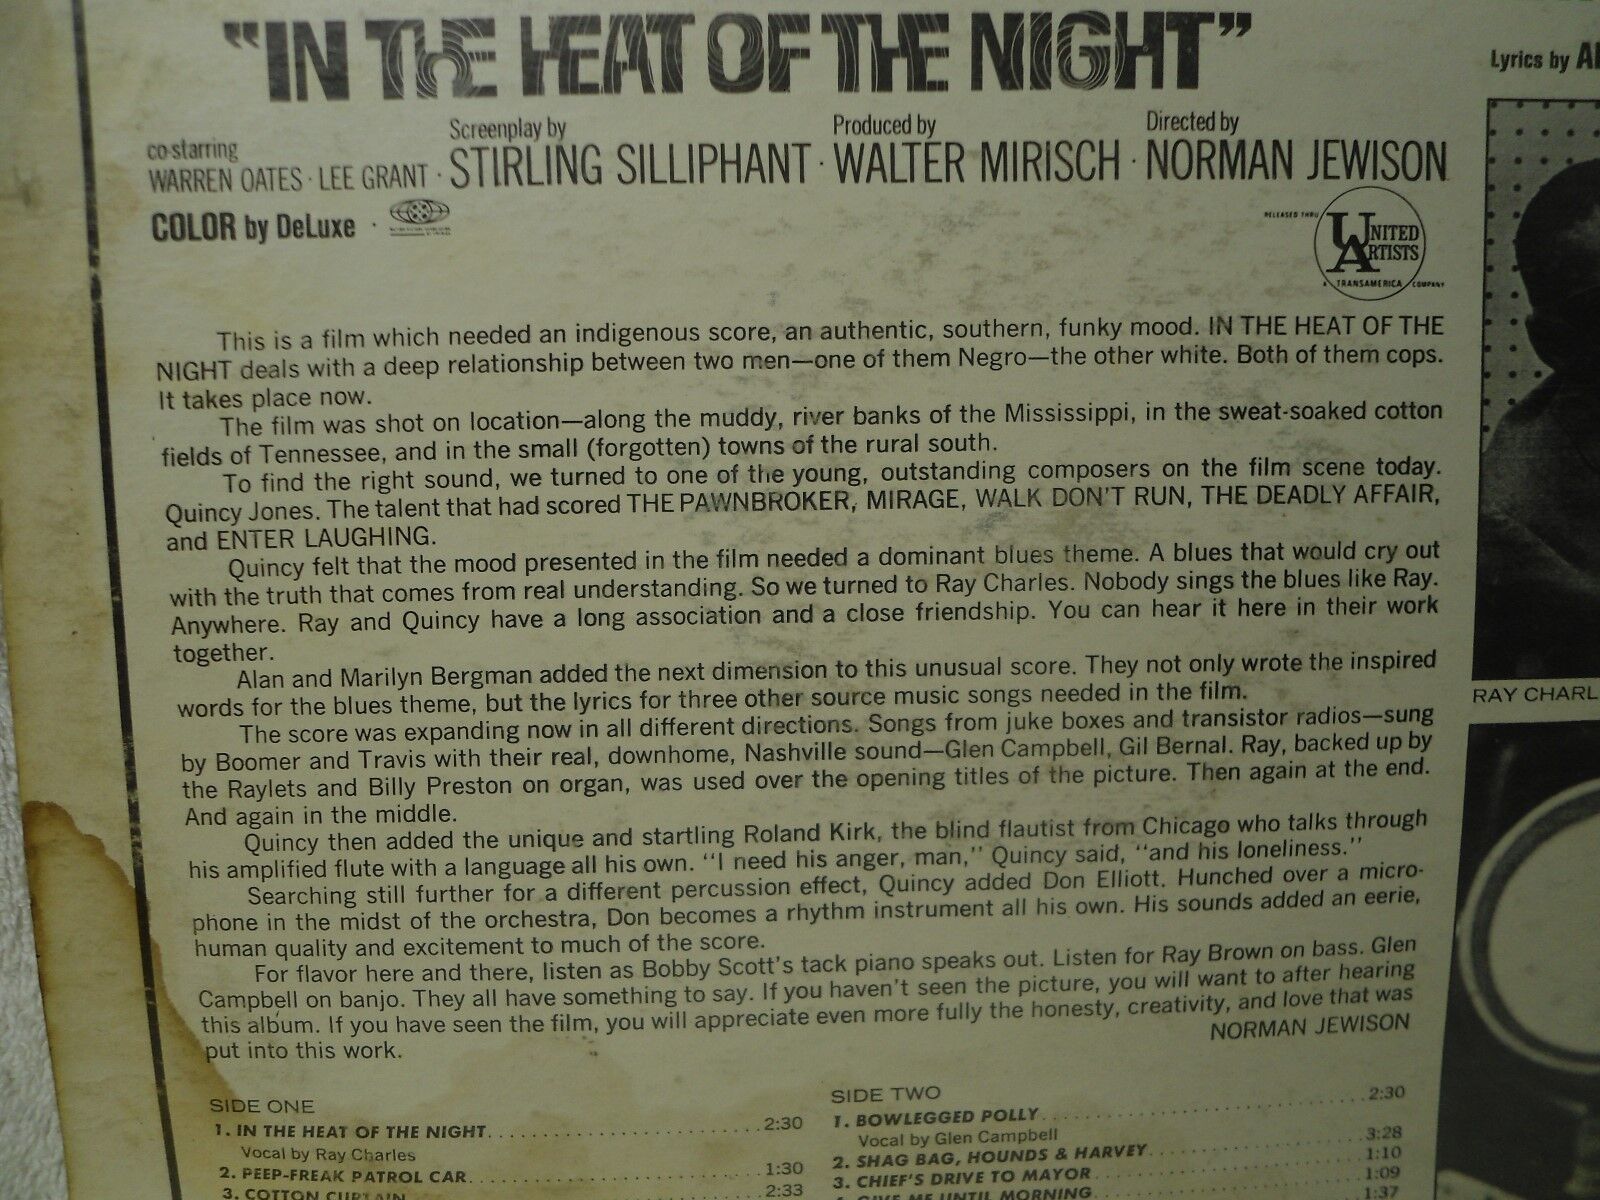 "IN THE HEAT OF THE NIGHT"
Lyrics by
co-starring
WARREN OATES · LEE GRANT ·
Screenplay by
STIRLING SILLIPHANT ·
Produced by
WALTER MIRISCH ·
Directed by
NORMAN JEWISON
COLOR by DeLuxe ·
RELEASED THRU
UNITED
ARTISTS
A TRANSAMERICA COMPANY
This is a film which needed an indigenous score, an authentic, southern, funky mood. IN THE HEAT OF THE
NIGHT deals with a deep relationship between two men—one of them Negro—the other white. Both of them cops.
It takes place now.
The film was shot on location—along the muddy, river banks of the Mississippi, in the sweat-soaked cotton
fields of Tennessee, and in the small (forgotten) towns of the rural south.
To find the right sound, we turned to one of the young, outstanding composers on the film scene today.
Quincy Jones. The talent that had scored THE PAWNBROKER, MIRAGE, WALK DON'T RUN, THE DEADLY AFFAIR,
and ENTER LAUGHING.
Quincy felt that the mood presented in the film needed a dominant blues theme. A blues that would cry out
with the truth that comes from real understanding. So we turned to Ray Charles. Nobody sings the blues like Ray.
Anywhere. Ray and Quincy have a long association and a close friendship. You can hear it here in their work
together.
Alan and Marilyn Bergman added the next dimension to this unusual score. They not only wrote the inspired
words for the blues theme, but the lyrics for three other source music songs needed in the film.
The score was expanding now in all different directions. Songs from juke boxes and transistor radios—sung
by Boomer and Travis with their real, downhome, Nashville sound—Glen Campbell, Gil Bernal. Ray, backed up by
the Raylets and Billy Preston on organ, was used over the opening titles of the picture. Then again at the end.
And again in the middle.
Quincy then added the unique and startling Roland Kirk, the blind flautist from Chicago who talks through
his amplified flute with a language all his own. "I need his anger, man," Quincy said, "and his loneliness."
Searching still further for a different percussion effect, Quincy added Don Elliott. Hunched over a micro-
phone in the midst of the orchestra, Don becomes a rhythm instrument all his own. His sounds added an eerie,
human quality and excitement to much of the score.
For flavor here and there, listen as Bobby Scott's tack piano speaks out. Listen for Ray Brown on bass. Glen
Campbell on banjo. They all have something to say. If you haven't seen the picture, you will want to after hearing
this album. If you have seen the film, you will appreciate even more fully the honesty, creativity, and love that was
put into this work.
NORMAN JEWISON
RAY CHARL
SIDE ONE
1. IN THE HEAT OF THE NIGHT 2:30
Vocal by Ray Charles
2. PEEP-FREAK PATROL CAR 1:30
3. COTTON CURTAIN 2:33
SIDE TWO
1. BOWLEGGED POLLY 2:30
Vocal by Glen Campbell
2. SHAG BAG, HOUNDS & HARVEY 3:28
3. CHIEF'S DRIVE TO MAYOR 1:10
1:09
GIVE ME UNTIL MORNING 1:37